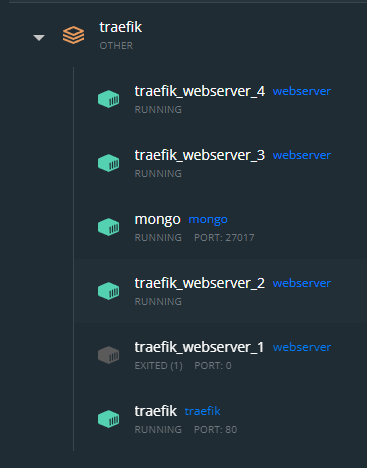 traefik
OTHER
traefik_webserver_4 webserver
RUNNING
traefik_webserver_3 webserver
RUNNING
mongo mongo
RUNNING PORT: 27017
traefik_webserver_2 webserver
RUNNING
traefik_webserver_1 webserver
EXITED (1) PORT: 0
traefik traefik
RUNNING PORT: 80